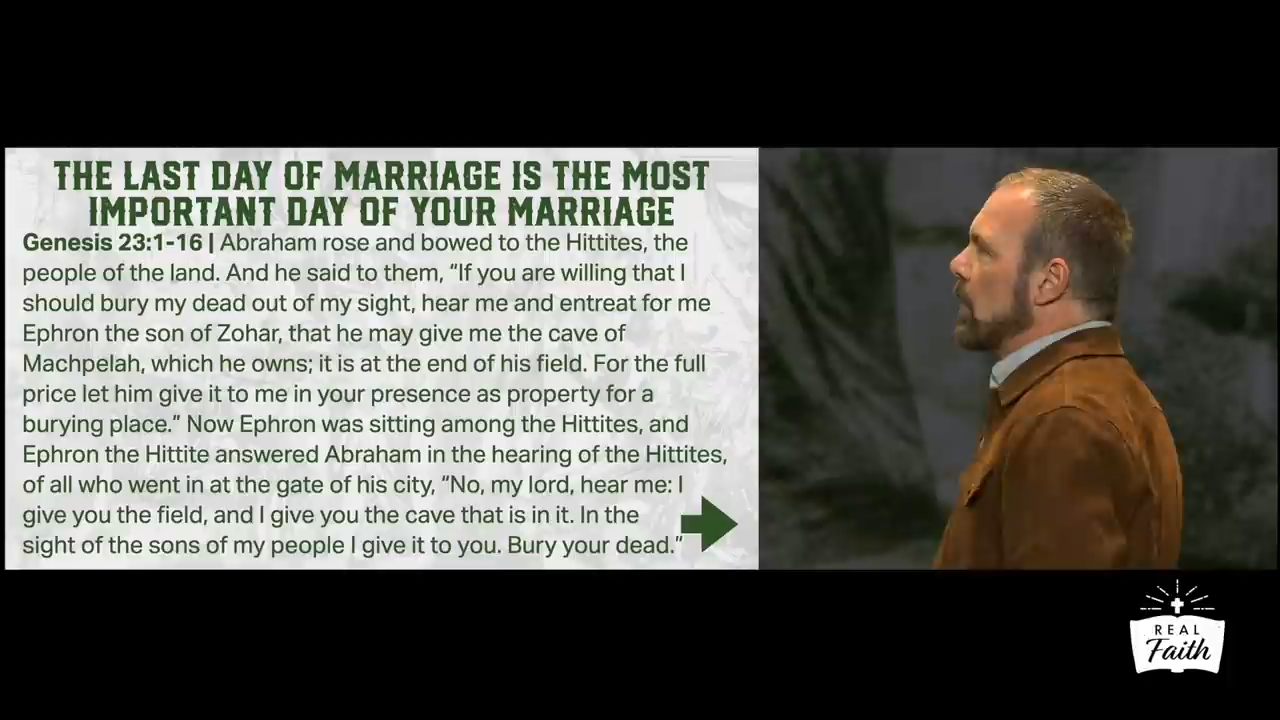 THE LAST DAY OF MARRIAGE IS THE MOST
IMPORTANT DAY OF YOUR MARRIAGE
Genesis 23:1-16 | Abraham rose and bowed to the Hittites, the
people of the land. And he said to them, “If you are willing that I
should bury my dead out of my sight, hear me and entreat for me
Ephron the son of Zohar, that he may give me the cave of
Machpelah, which he owns; it is at the end of his field. For the full
price let him give it to me in your presence as property for a
burying place.” Now Ephron was sitting among the Hittites, and
Ephron the Hittite answered Abraham in the hearing of the Hittites,
of all who went in at the gate of his city, “No, my lord, hear me: I
give you the field, and I give you the cave that is in it. In the
sight of the sons of my people I give it to you. Bury your dead.”
REAL
Faith